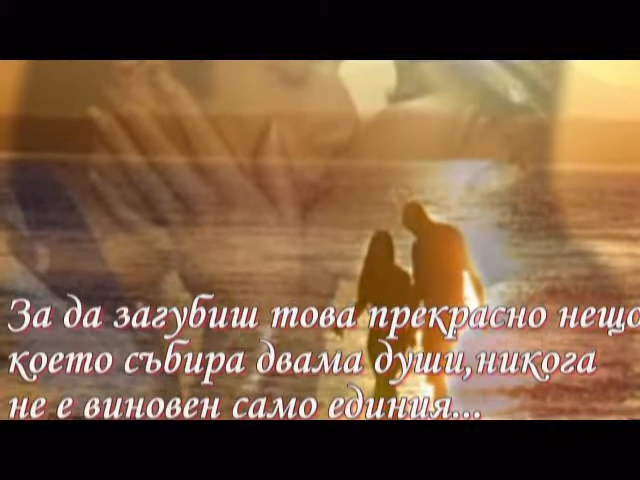 За да загубиш това прекрасно нещо
което събира двама души,никога
не е виновен само единия...